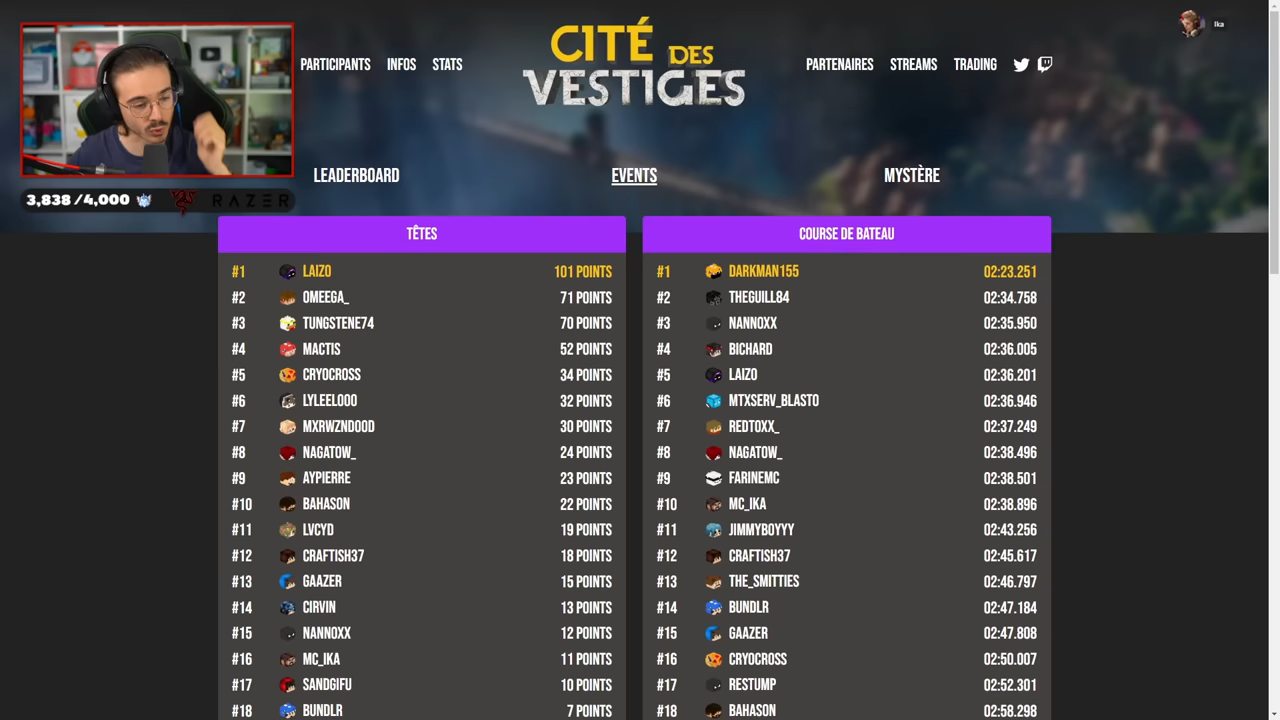 Ika
PARTICIPANTS INFOS STATS
CITÉ DES
VESTIGES
PARTENAIRES STREAMS TRADING
LEADERBOARD EVENTS MYSTÈRE
3,838 /4,000 RAZER
TÊTES
#1 LAIZO 101 POINTS
#2 OMEEGA_ 71 POINTS
#3 TUNGSTENE74 70 POINTS
#4 MACTIS 52 POINTS
#5 CRYOCROSS 34 POINTS
#6 LYLEELOOO 32 POINTS
#7 MXRWZNDOOD 30 POINTS
#8 NAGATOW_ 24 POINTS
#9 AYPIERRE 23 POINTS
#10 BAHASON 22 POINTS
#11 LVCYD 19 POINTS
#12 CRAFTISH37 18 POINTS
#13 GAAZER 15 POINTS
#14 CIRVIN 13 POINTS
#15 NANNOXX 12 POINTS
#16 MC_IKA 11 POINTS
#17 SANDGIFU 10 POINTS
#18 BUNDLR 7 POINTS
COURSE DE BATEAU
#1 DARKMAN155 02:23.251
#2 THEGUILL84 02:34.758
#3 NANNOXX 02:35.950
#4 BICHARD 02:36.005
#5 LAIZO 02:36.201
#6 MTXSERV_BLASTO 02:36.946
#7 REDTOXX_ 02:37.249
#8 NAGATOW_ 02:38.496
#9 FARINEMC 02:38.501
#10 MC_IKA 02:38.896
#11 JIMMYBOYYY 02:43.256
#12 CRAFTISH37 02:45.617
#13 THE_SMITTIES 02:46.797
#14 BUNDLR 02:47.184
#15 GAAZER 02:47.808
#16 CRYOCROSS 02:50.007
#17 RESTUMP 02:52.301
#18 BAHASON 02:58.298